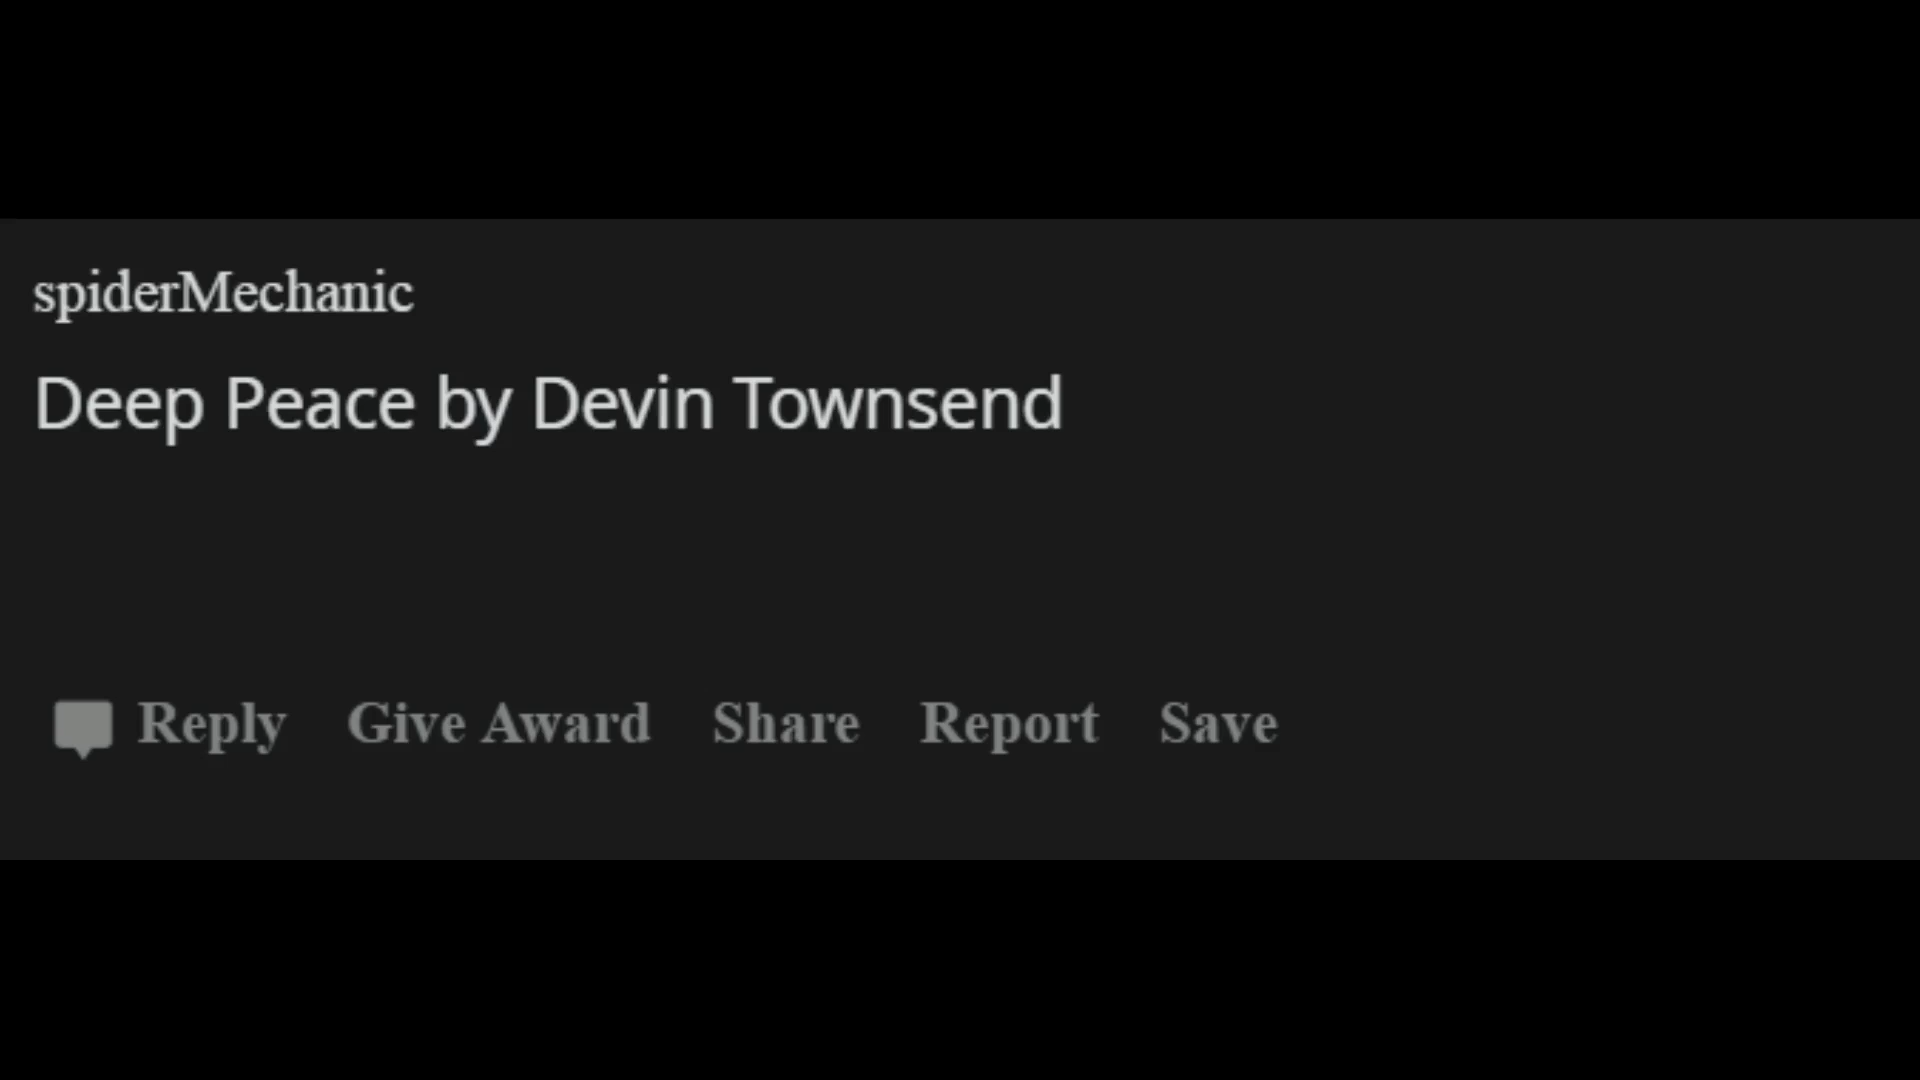 spiderMechanic
Deep Peace by Devin Townsend
Reply Give Award Share Report Save